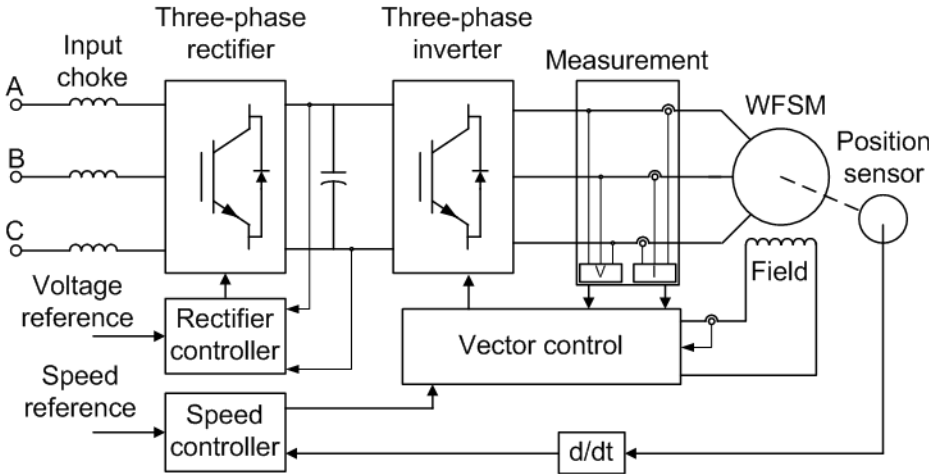 Three-phase
rectifier
Three-phase
inverter
Input
choke
Measurement
WFSM
Position
sensor
A
B
C
V
I
Field
Voltage
reference
Rectifier
controller
Vector control
Speed
reference
Speed
controller
d/dt